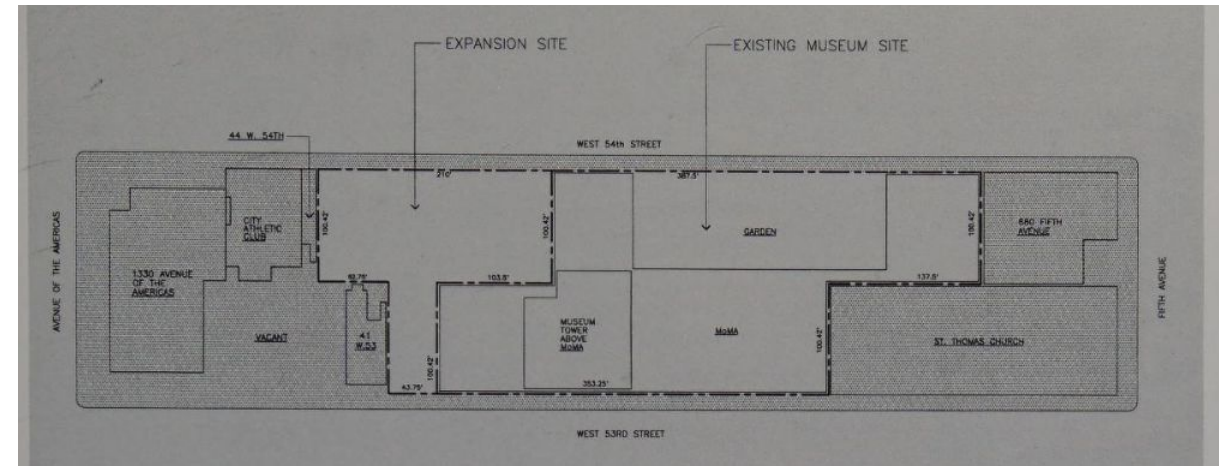 EXPANSION SITE
EXISTING MUSEUM SITE
44 W. 54TH
WEST 54th STREET
210'
387.5'
AVENUE OF THE AMERICAS
CITY
ATHLETIC
CLUB
100.42'
100.42'
GARDEN
100.42'
680 FIFTH
AVENUE
FIFTH AVENUE
1330 AVENUE
OF THE
AMERICAS
103.5'
137.5'
VACANT
41
W.53
MUSEUM
TOWER
ABOVE
MoMA
MoMA
100.42'
100.42'
ST. THOMAS CHURCH
43.75'
353.25'
WEST 53RD STREET